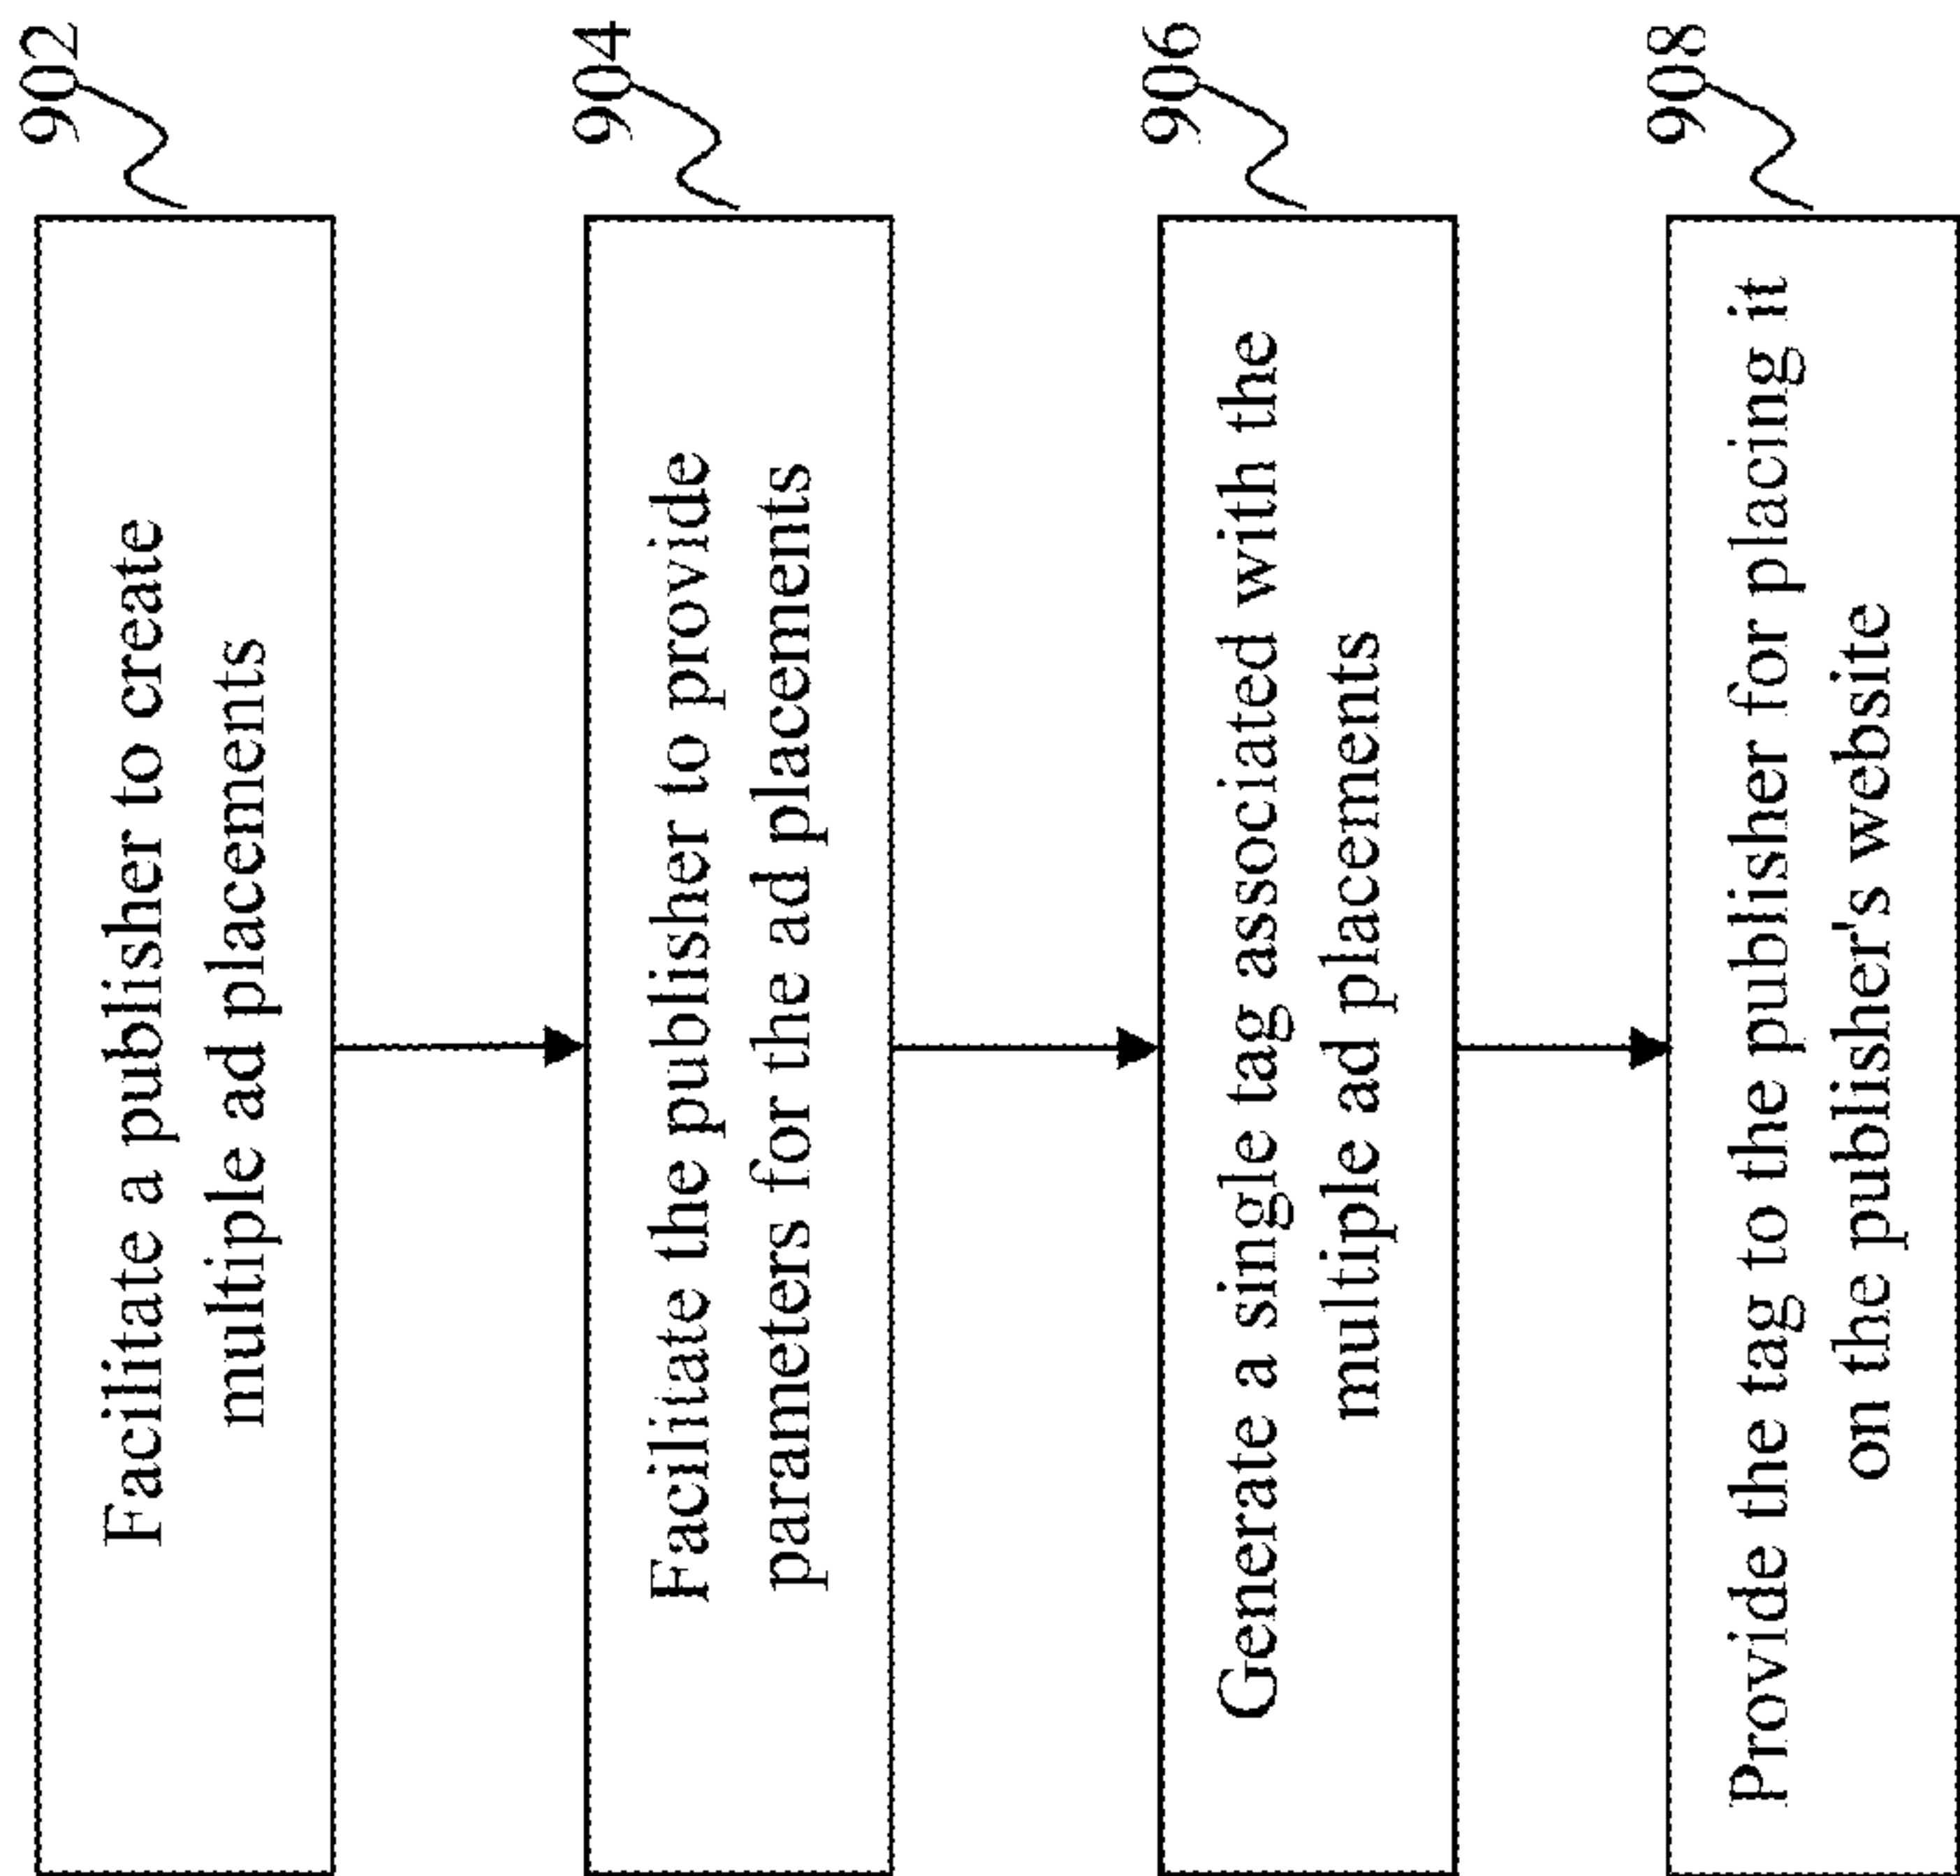 902
Facilitate a publisher to create
multiple ad placements
904
Facilitate the publisher to provide
parameters for the ad placements
906
Generate a single tag associated with the
multiple ad placements
908
Provide the tag to the publisher for placing it
on the publisher's website